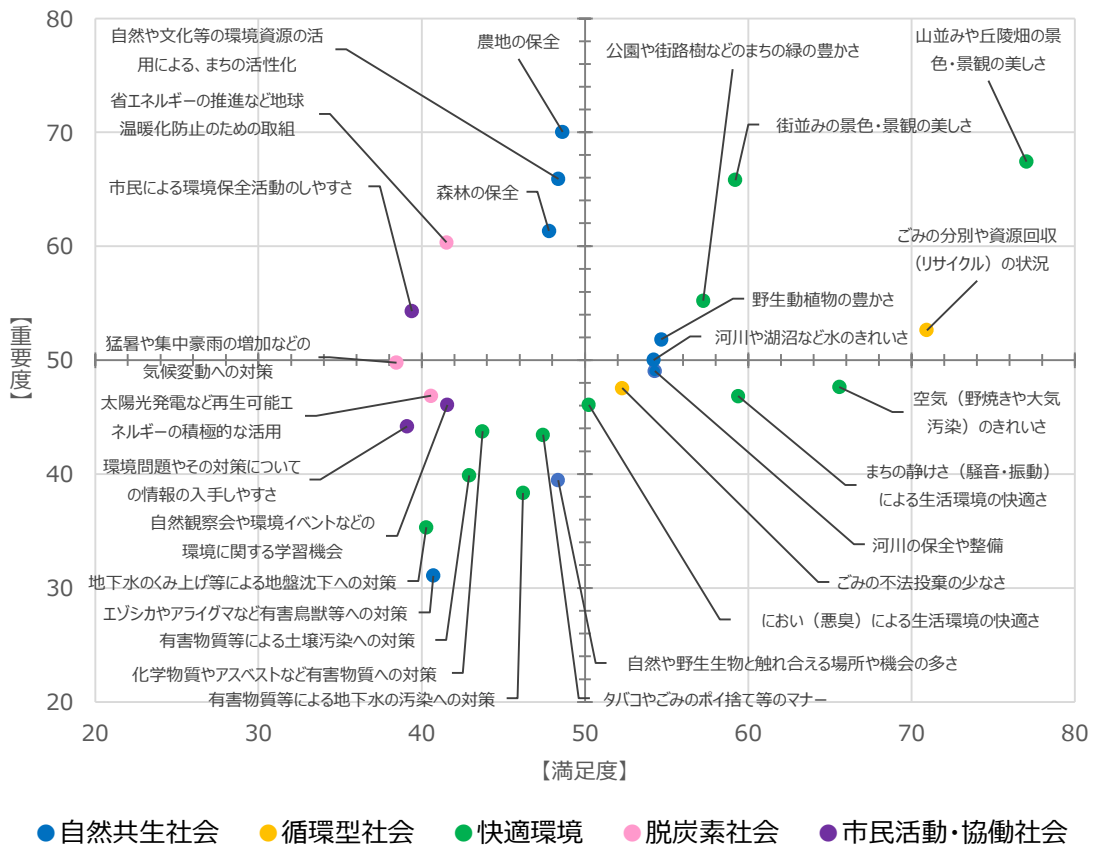 80
70
60
50
40
30
20
20
30
40
50
60
70
80
【重要度】
【満足度】
自然や文化等の環境資源の活
用による、まちの活性化
農地の保全
省エネルギーの推進など地球
温暖化防止のための取組
市民による環境保全活動のしやすさ
森林の保全
公園や街路樹などのまちの緑の豊かさ
山並みや丘陵畑の景
色・景観の美しさ
街並みの景色・景観の美しさ
ごみの分別や資源回収
（リサイクル）の状況
野生動植物の豊かさ
河川や湖沼など水のきれいさ
猛暑や集中豪雨の増加などの
気候変動への対策
太陽光発電など再生可能エ
ネルギーの積極的な活用
環境問題やその対策について
の情報の入手しやすさ
自然観察会や環境イベントなどの
環境に関する学習機会
地下水のくみ上げ等による地盤沈下への対策
エゾシカやアライグマなど有害鳥獣等への対策
有害物質等による土壌汚染への対策
化学物質やアスベストなど有害物質への対策
有害物質等による地下水の汚染への対策
空気（野焼きや大気
汚染）のきれいさ
まちの静けさ（騒音・振動）
による生活環境の快適さ
河川の保全や整備
ごみの不法投棄の少なさ
におい（悪臭）による生活環境の快適さ
自然や野生生物と触れ合える場所や機会の多さ
タバコやごみのポイ捨て等のマナー
自然共生社会
循環型社会
快適環境
脱炭素社会
市民活動・協働社会